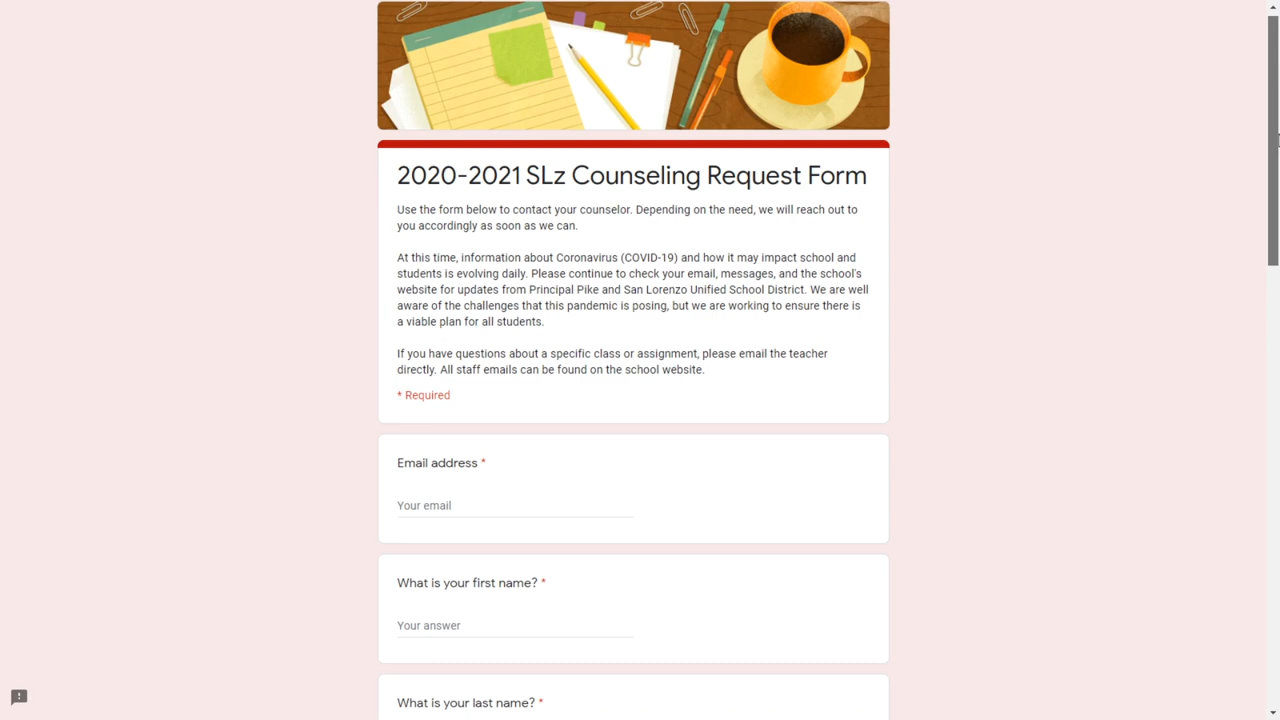 2020-2021 SLz Counseling Request Form
Use the form below to contact your counselor. Depending on the need, we will reach out to
you accordingly as soon as we can.
At this time, information about Coronavirus (COVID-19) and how it may impact school and
students is evolving daily. Please continue to check your email, messages, and the school's
website for updates from Principal Pike and San Lorenzo Unified School District. We are well
aware of the challenges that this pandemic is posing, but we are working to ensure there is
a viable plan for all students.
If you have questions about a specific class or assignment, please email the teacher
directly. All staff emails can be found on the school website.
* Required
Email address *
Your email
What is your first name? *
Your answer
What is your last name? *